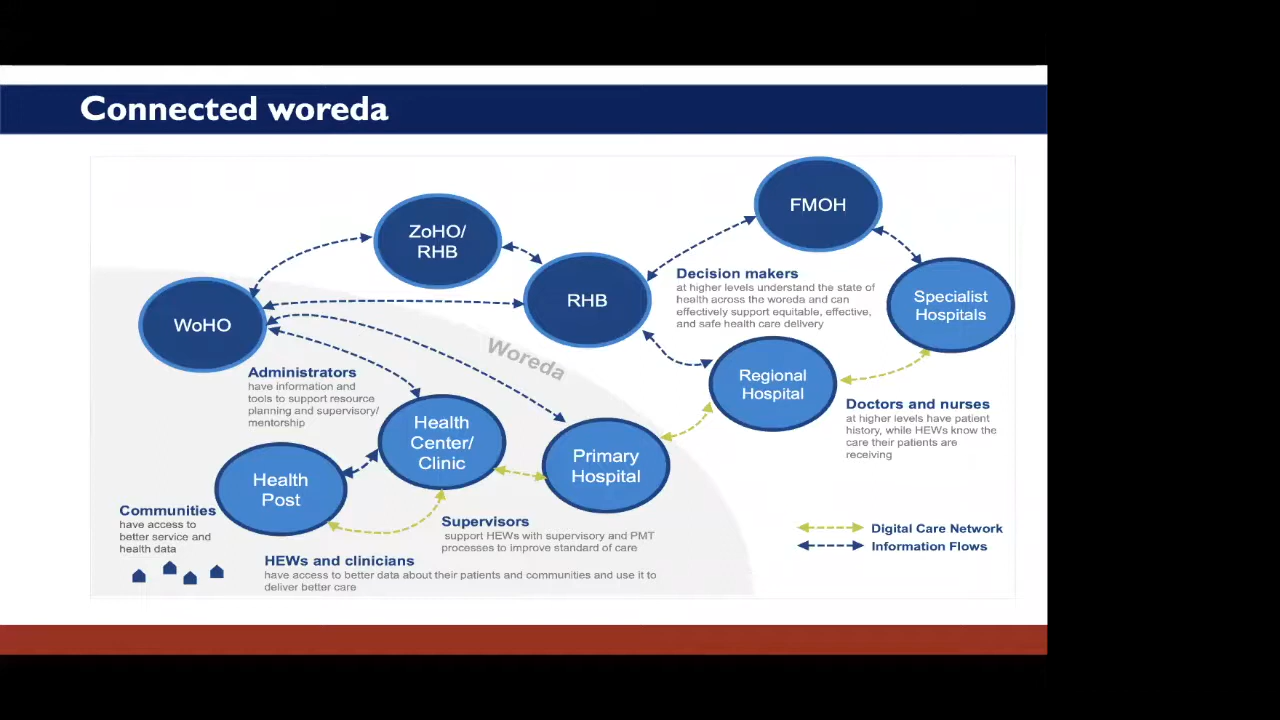 Connected woreda
FMOH
ZoHO/
RHB
RHB
Decision makers
at higher levels understand the state of
health across the woreda and can
effectively support equitable, effective,
and safe health care delivery
Specialist
Hospitals
WoHO
Woreda
Administrators
have information and
tools to support resource
planning and supervisory/
mentorship
Regional
Hospital
Doctors and nurses
at higher levels have patient
history, while HEWs know the
care their patients are
receiving
Health
Center/
Clinic
Primary
Hospital
Health
Post
Communities
have access to
better service and
health data
Supervisors
support HEWs with supervisory and PMT
processes to improve standard of care
HEWs and clinicians
have access to better data about their patients and communities and use it to
deliver better care
Digital Care Network
Information Flows